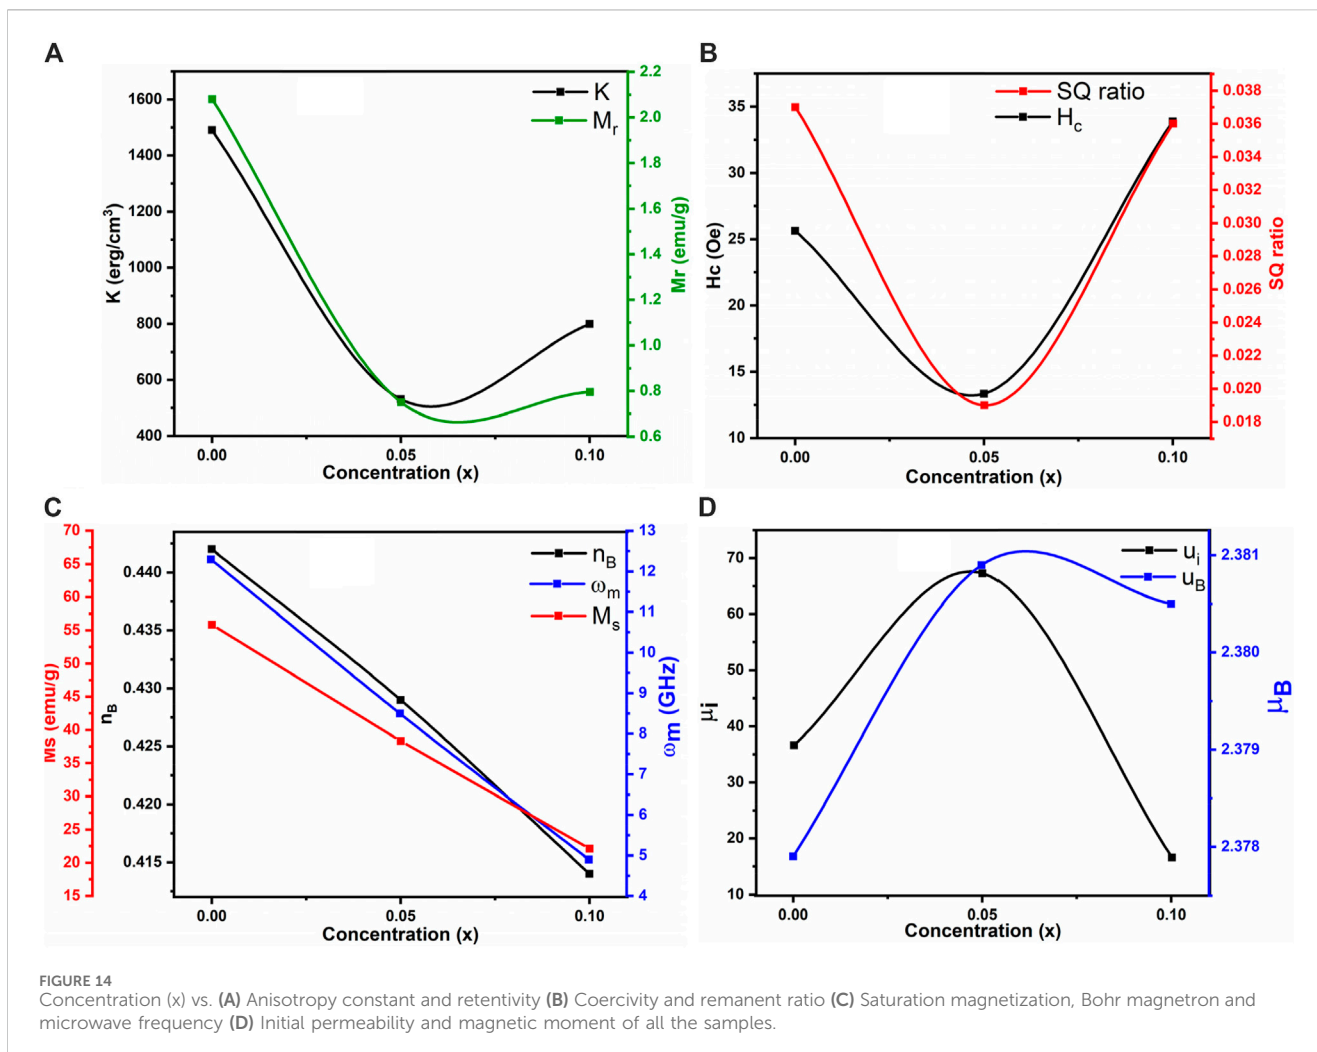 A
K
Mr
K (erg/cm³)
1600
1400
1200
1000
800
600
400
2.2
2.0
1.8
1.6
1.4
1.2
1.0
0.8
0.6
Mr (emu/g)
0.00 0.05 0.10
Concentration (x)
B
SQ ratio
Hc
Hc (Oe)
35
30
25
20
15
10
0.038
0.036
0.034
0.032
0.030
0.028
0.026
0.024
0.022
0.020
0.018
SQ ratio
0.00 0.05 0.10
Concentration (x)
C
nB
ωm
Ms
Ms (emu/g)
70
65
60
55
50
45
40
35
30
25
20
15
nB
0.440
0.435
0.430
0.425
0.420
0.415
13
12
11
10
9
8
7
6
5
4
ωm (GHz)
0.00 0.05 0.10
Concentration (x)
D
ui
uB
μi
70
60
50
40
30
20
10
2.381
2.380
2.379
2.378
μB
0.00 0.05 0.10
Concentration (x)
FIGURE 14
Concentration (x) vs. (A) Anisotropy constant and retentivity (B) Coercivity and remanent ratio (C) Saturation magnetization, Bohr magnetron and
microwave frequency (D) Initial permeability and magnetic moment of all the samples.